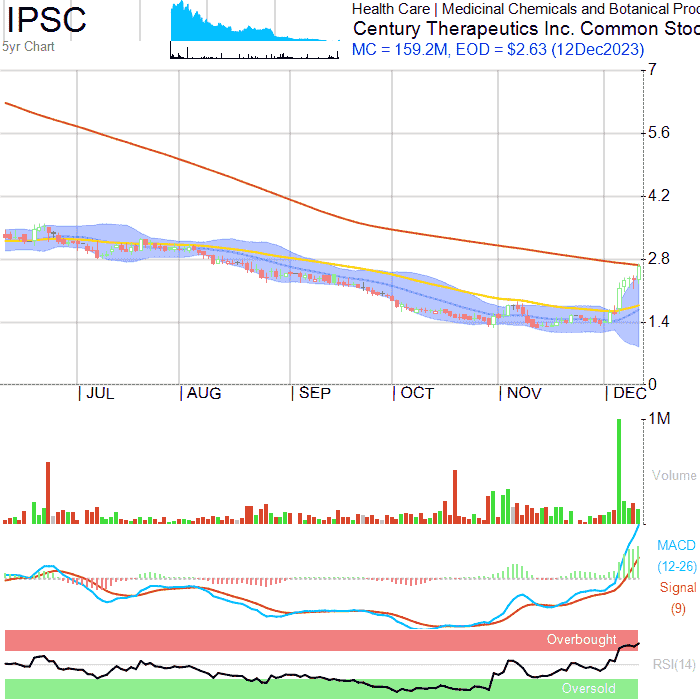 IPSC
5yr Chart
Health Care | Medicinal Chemicals and Botanical Proc
Century Therapeutics Inc. Common Stoc
MC = 159.2M, EOD = $2.63 (12Dec2023)
7
5.6
4.2
2.8
1.4
0
| JUL | AUG | SEP | OCT | NOV | DEC
1M
Volume
MACD
(12-26)
Signal
(9)
Overbought
RSI(14)
Oversold